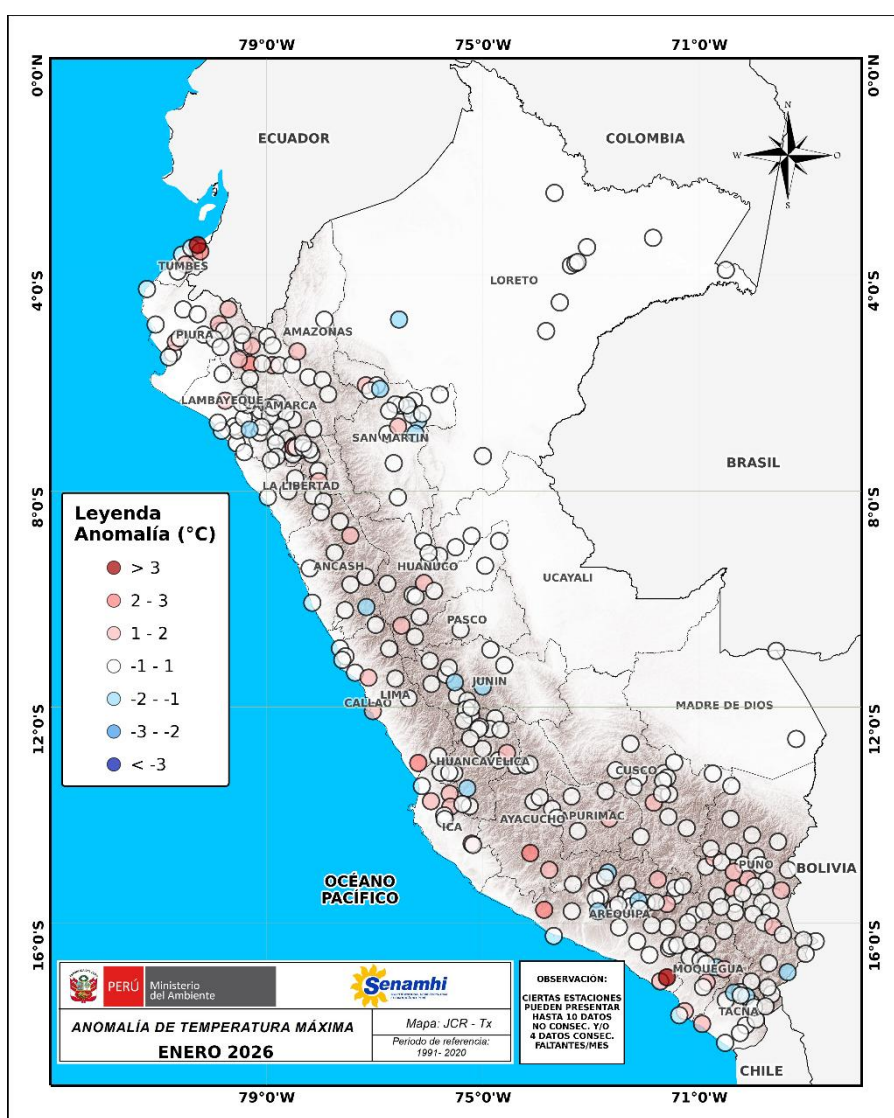 79°0'W
75°0'W
71°0'W
0°0'N
0°0'N
ECUADOR
COLOMBIA
N
W
O
S
TUMBES
LORETO
4°S
4°S
PIURA
AMAZONAS
LAMBAYEQUE
CAJAMARCA
SAN MARTIN
BRASIL
LA LIBERTAD
8°0'S
8°0'S
Leyenda
Anomalía (°C)
> 3
2 - 3
1 - 2
-1 - 1
-2 - -1
-3 - -2
< -3
ANCASH
HUANUCO
UCAYALI
PASCO
JUNIN
LIMA
CALLAO
MADRE DE DIOS
12°0'S
12°0'S
HUANCAVELICA
CUSCO
AYACUCHO
APURIMAC
ICA
PUNO
BOLIVIA
OCÉANO
PACÍFICO
AREQUIPA
16°0'S
16°0'S
MOQUEGUA
TACNA
CHILE
PERÚ
Ministerio
del Ambiente
Senamhi
ANOMALÍA DE TEMPERATURA MÁXIMA
ENERO 2026
Mapa: JCR - Tx
Periodo de referencia:
1991- 2020
OBSERVACIÓN:
CIERTAS ESTACIONES
PUEDEN PRESENTAR
HASTA 10 DATOS
NO CONSEC. Y/O
4 DATOS CONSEC.
FALTANTES/MES
79°0'W
75°0'W
71°0'W